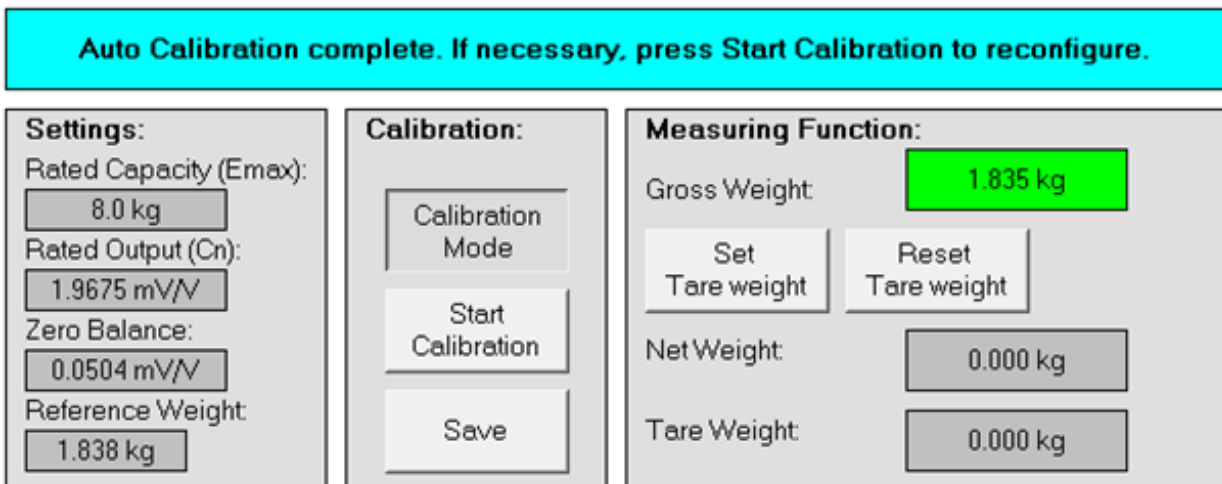 Auto Calibration complete. If necessary, press Start Calibration to reconfigure.
Settings:
Rated Capacity (Emax):
8.0 kg
Rated Output (Cn):
1.9675 mV/V
Zero Balance:
0.0504 mV/V
Reference Weight:
1.838 kg
Calibration:
Calibration
Mode
Start
Calibration
Save
Measuring Function:
Gross Weight:
1.835 kg
Set
Tare weight
Reset
Tare weight
Net Weight:
0.000 kg
Tare Weight:
0.000 kg